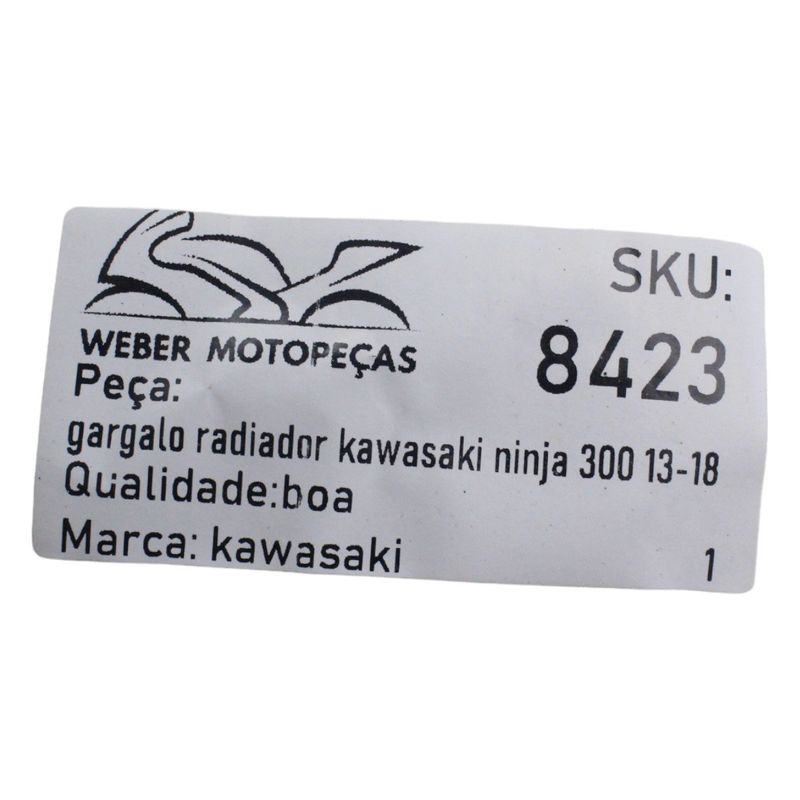 SKU:
8423
WEBER MOTOPEÇAS
Peça:
gargalo radiador kawasaki ninja 300 13-18
Qualidade:boa
Marca: kawasaki
1